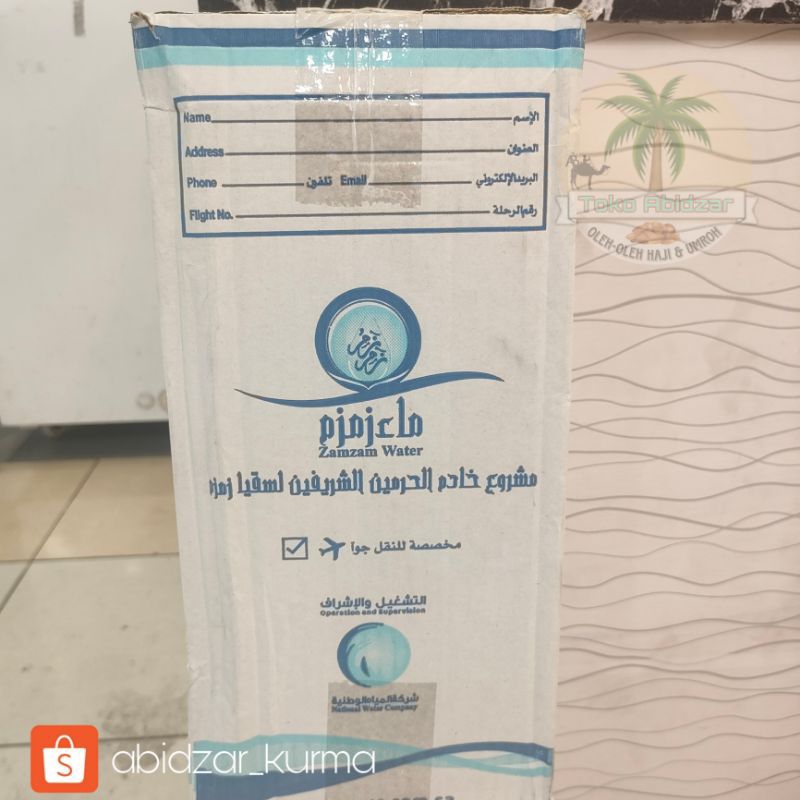 Name الإسم
Address العنوان
Phone تلفون Email البريد الإلكتروني
Flight No. رقم الرحلة
Toko Abidzar
OLEH-OLEH HAJI & UMROH
زمزم
ماء زمزم
Zamzam Water
مشروع خادم الحرمين الشريفين لسقيا زمزم
مخصصة للنقل جواً
التشغيل والإشراف
Operation and Supervision
شركة المياه الوطنية
National Water Company
abidzar_kurma